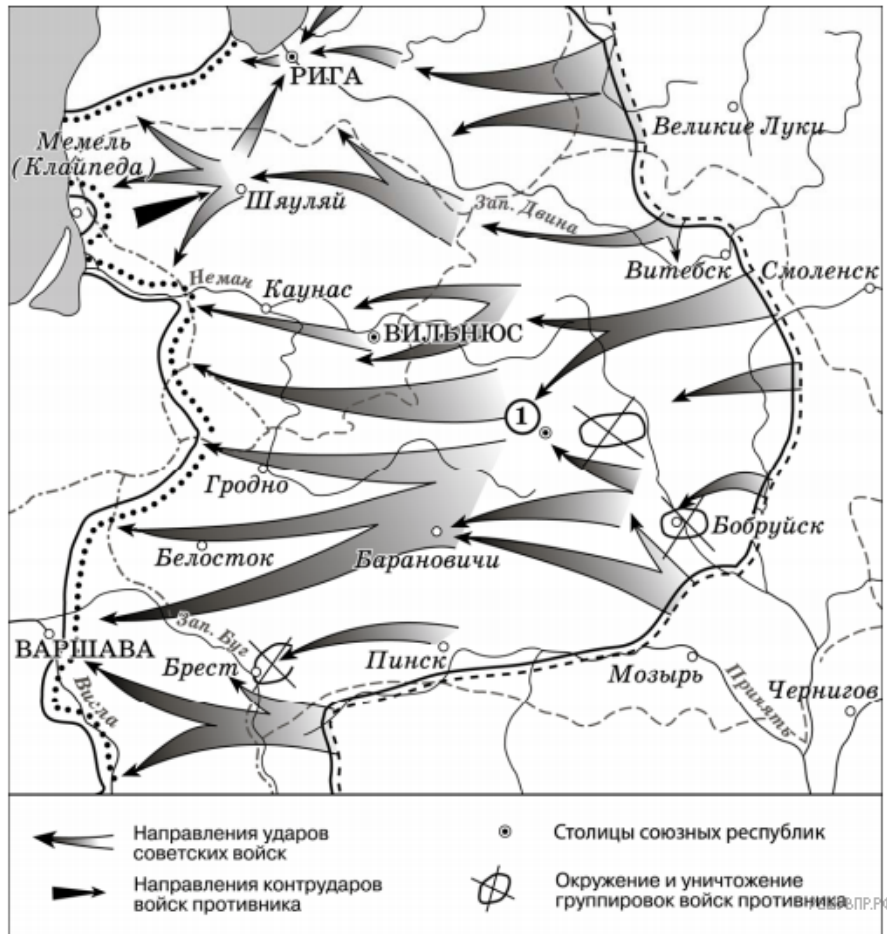 РИГА
Великие Луки
Мемель
(Клайпеда)
Шяуляй
Зап. Двина
Витебск
Смоленск
Неман
Каунас
ВИЛЬНЮС
1
Гродно
Бобруйск
Белосток
Барановичи
Зап. Буг
ВАРШАВА
Брест
Пинск
Мозырь
Припять
Чернигов
Висла
Направления ударов
советских войск
Столицы союзных республик
Направления контрударов
войск противника
Окружение и уничтожение
группировок войск противника